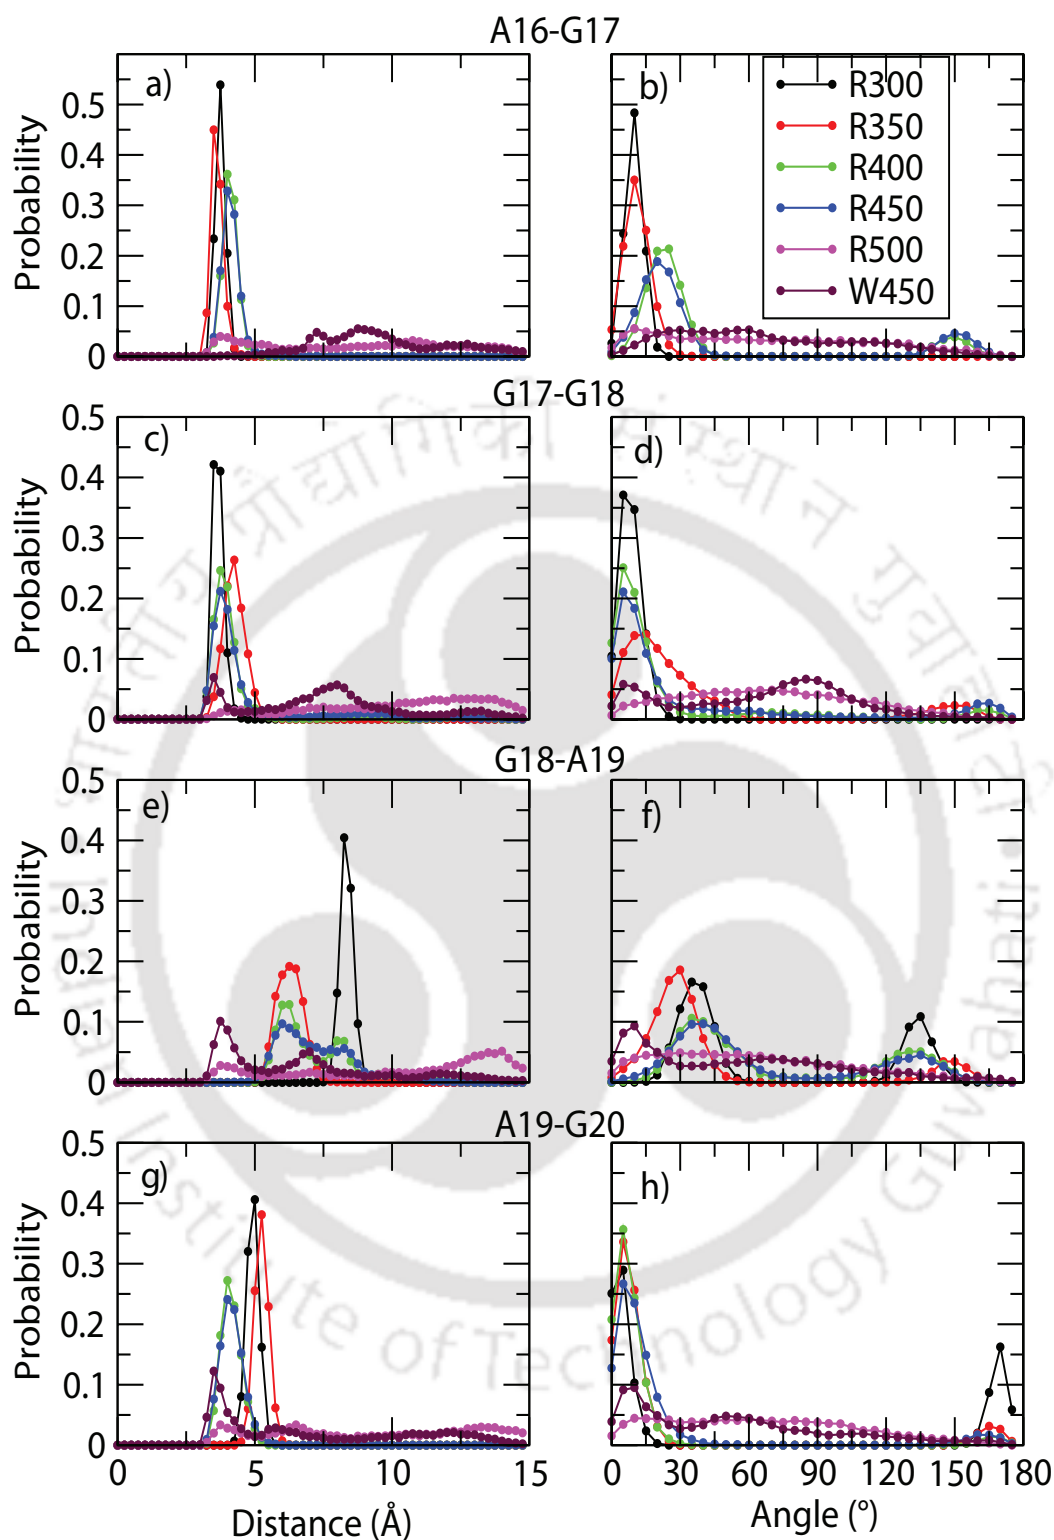 A16-G17
a)
b)
R300
R350
R400
R450
R500
W450
Probability
0.5
0.4
0.3
0.2
0.1
0
G17-G18
c)
d)
Probability
0.5
0.4
0.3
0.2
0.1
0
G18-A19
e)
f)
Probability
0.5
0.4
0.3
0.2
0.1
0
A19-G20
g)
h)
Probability
0.5
0.4
0.3
0.2
0.1
0
0 5 10 15
0 30 60 90 120 150 180
Distance (Å)
Angle (°)
Indian Institute of Technology Guwahati